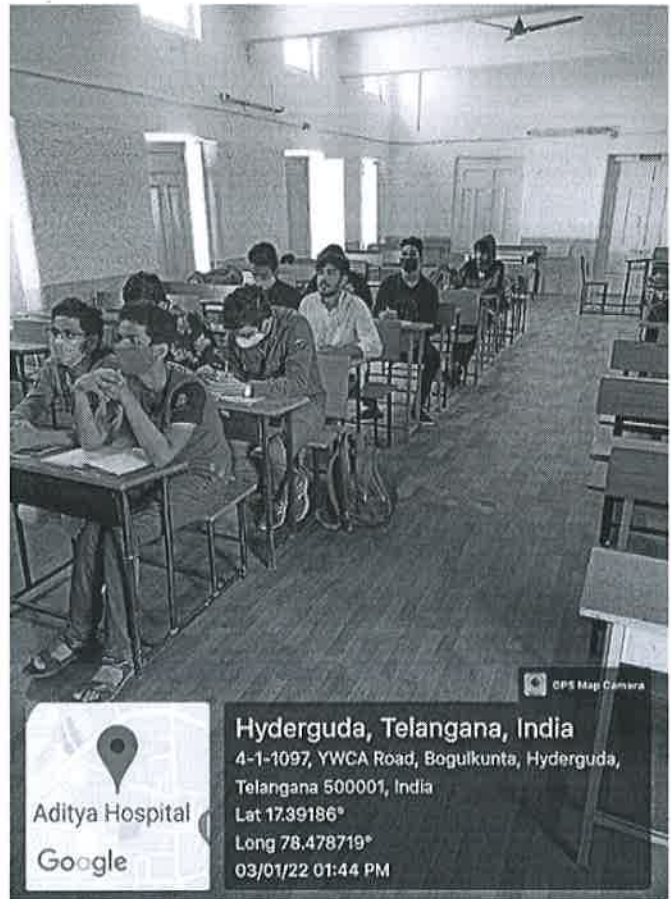 GPS Map Camera
Hyderguda, Telangana, India
4-1-1097, YWCA Road, Bogulkunta, Hyderguda,
Telangana 500001, India
Lat 17.39186°
Long 78.478719°
03/01/22 01:44 PM
Aditya Hospital
Google